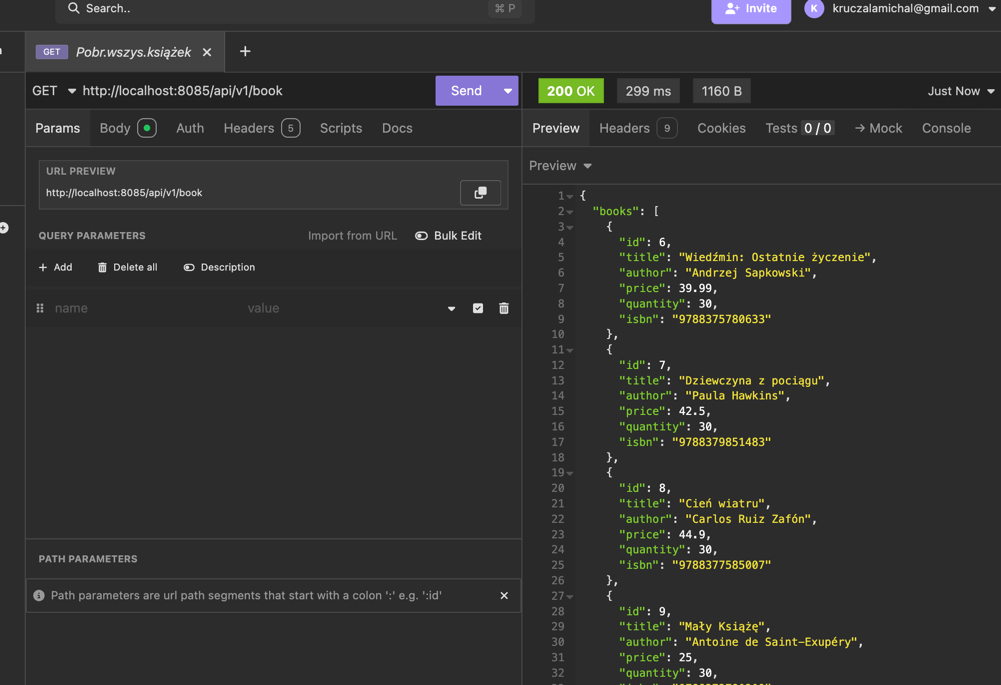 Search.. ⌘ P Invite K kruczalamichal@gmail.com
GET Pobr.wszys.książek × +
GET http://localhost:8085/api/v1/book Send 200 OK 299 ms 1160 B Just Now
Params Body Auth Headers 5 Scripts Docs
Preview Headers 9 Cookies Tests 0 / 0 → Mock Console
URL PREVIEW
http://localhost:8085/api/v1/book
QUERY PARAMETERS Import from URL Bulk Edit
+ Add Delete all Description
name value
PATH PARAMETERS
Path parameters are url path segments that start with a colon ':' e.g. ':id' ×
Preview
1 {
2 "books": [
3 {
4 "id": 6,
5 "title": "Wiedźmin: Ostatnie życzenie",
6 "author": "Andrzej Sapkowski",
7 "price": 39.99,
8 "quantity": 30,
9 "isbn": "9788375780633"
10 },
11 {
12 "id": 7,
13 "title": "Dziewczyna z pociągu",
14 "author": "Paula Hawkins",
15 "price": 42.5,
16 "quantity": 30,
17 "isbn": "9788379851483"
18 },
19 {
20 "id": 8,
21 "title": "Cień wiatru",
22 "author": "Carlos Ruiz Zafón",
23 "price": 44.9,
24 "quantity": 30,
25 "isbn": "9788377585007"
26 },
27 {
28 "id": 9,
29 "title": "Mały Książę",
30 "author": "Antoine de Saint-Exupéry",
31 "price": 25,
32 "quantity": 30,